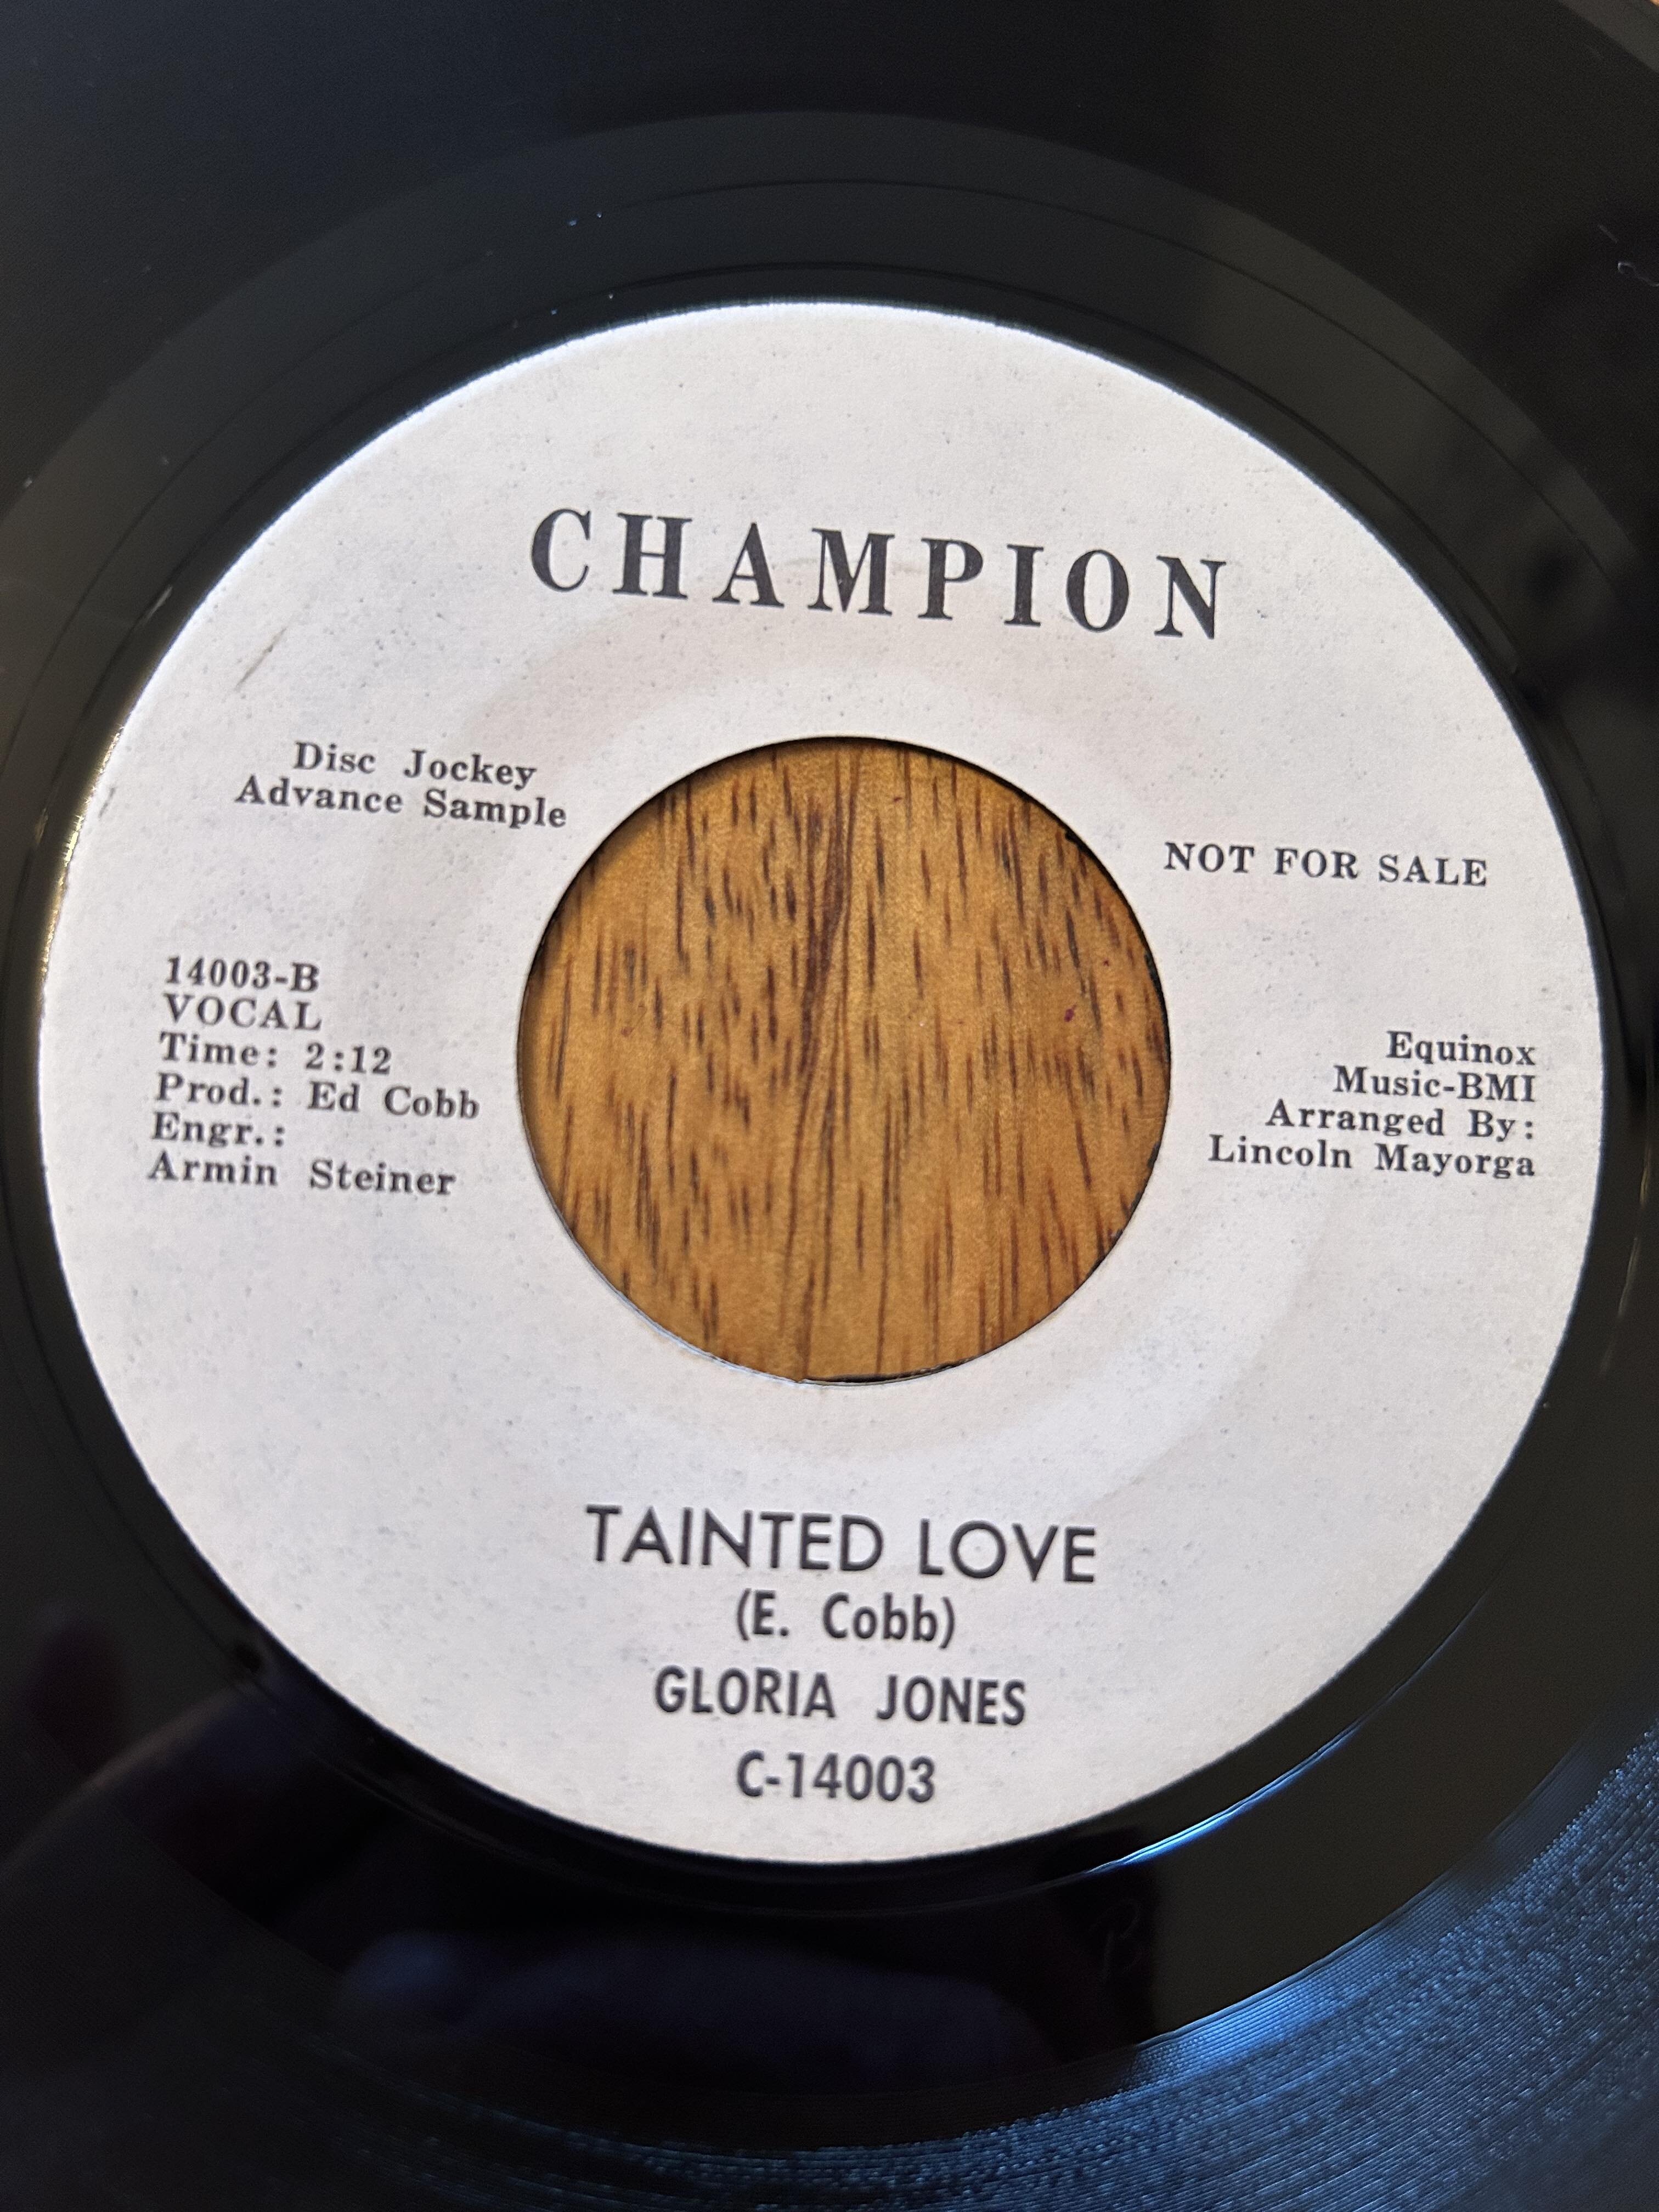 CHAMPION
Disc Jockey
Advance Sample
NOT FOR SALE
14003-B
VOCAL
Time: 2:12
Prod.: Ed Cobb
Engr.:
Armin Steiner
Equinox
Music-BMI
Arranged By:
Lincoln Mayorga
TAINTED LOVE
(E. Cobb)
GLORIA JONES
C-14003